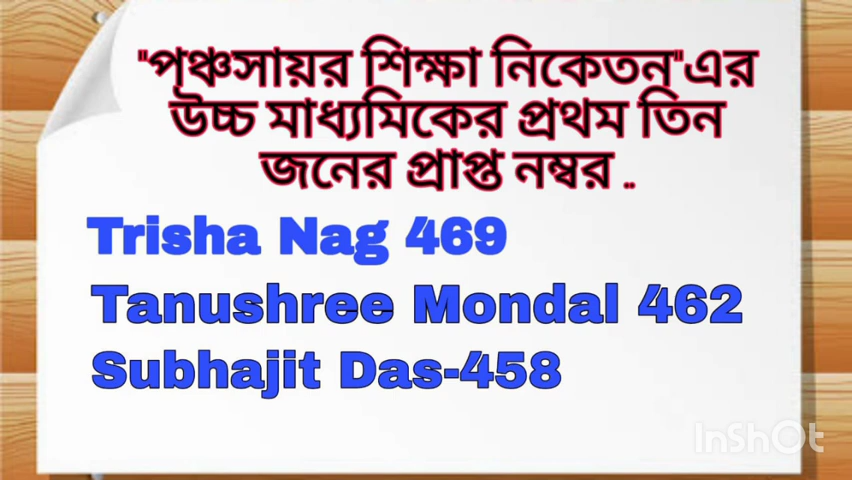 "পঞ্চসায়র শিক্ষা নিকেতন"এর
উচ্চ মাধ্যমিকের প্রথম তিন
জনের প্রাপ্ত নম্বর ..
Trisha Nag 469
Tanushree Mondal 462
Subhajit Das-458
InShOt